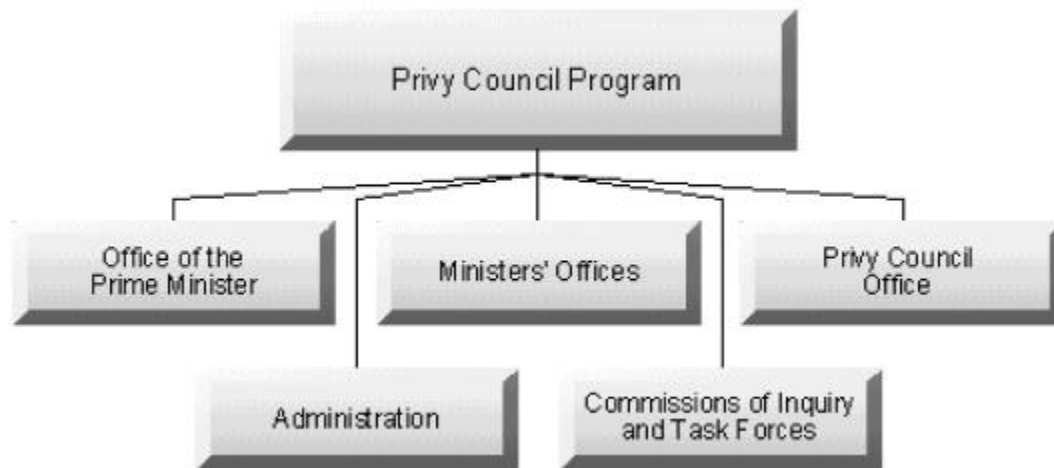 Privy Council Program
Office of the
Prime Minister
Ministers' Offices
Privy Council
Office
Administration
Commissions of Inquiry
and Task Forces